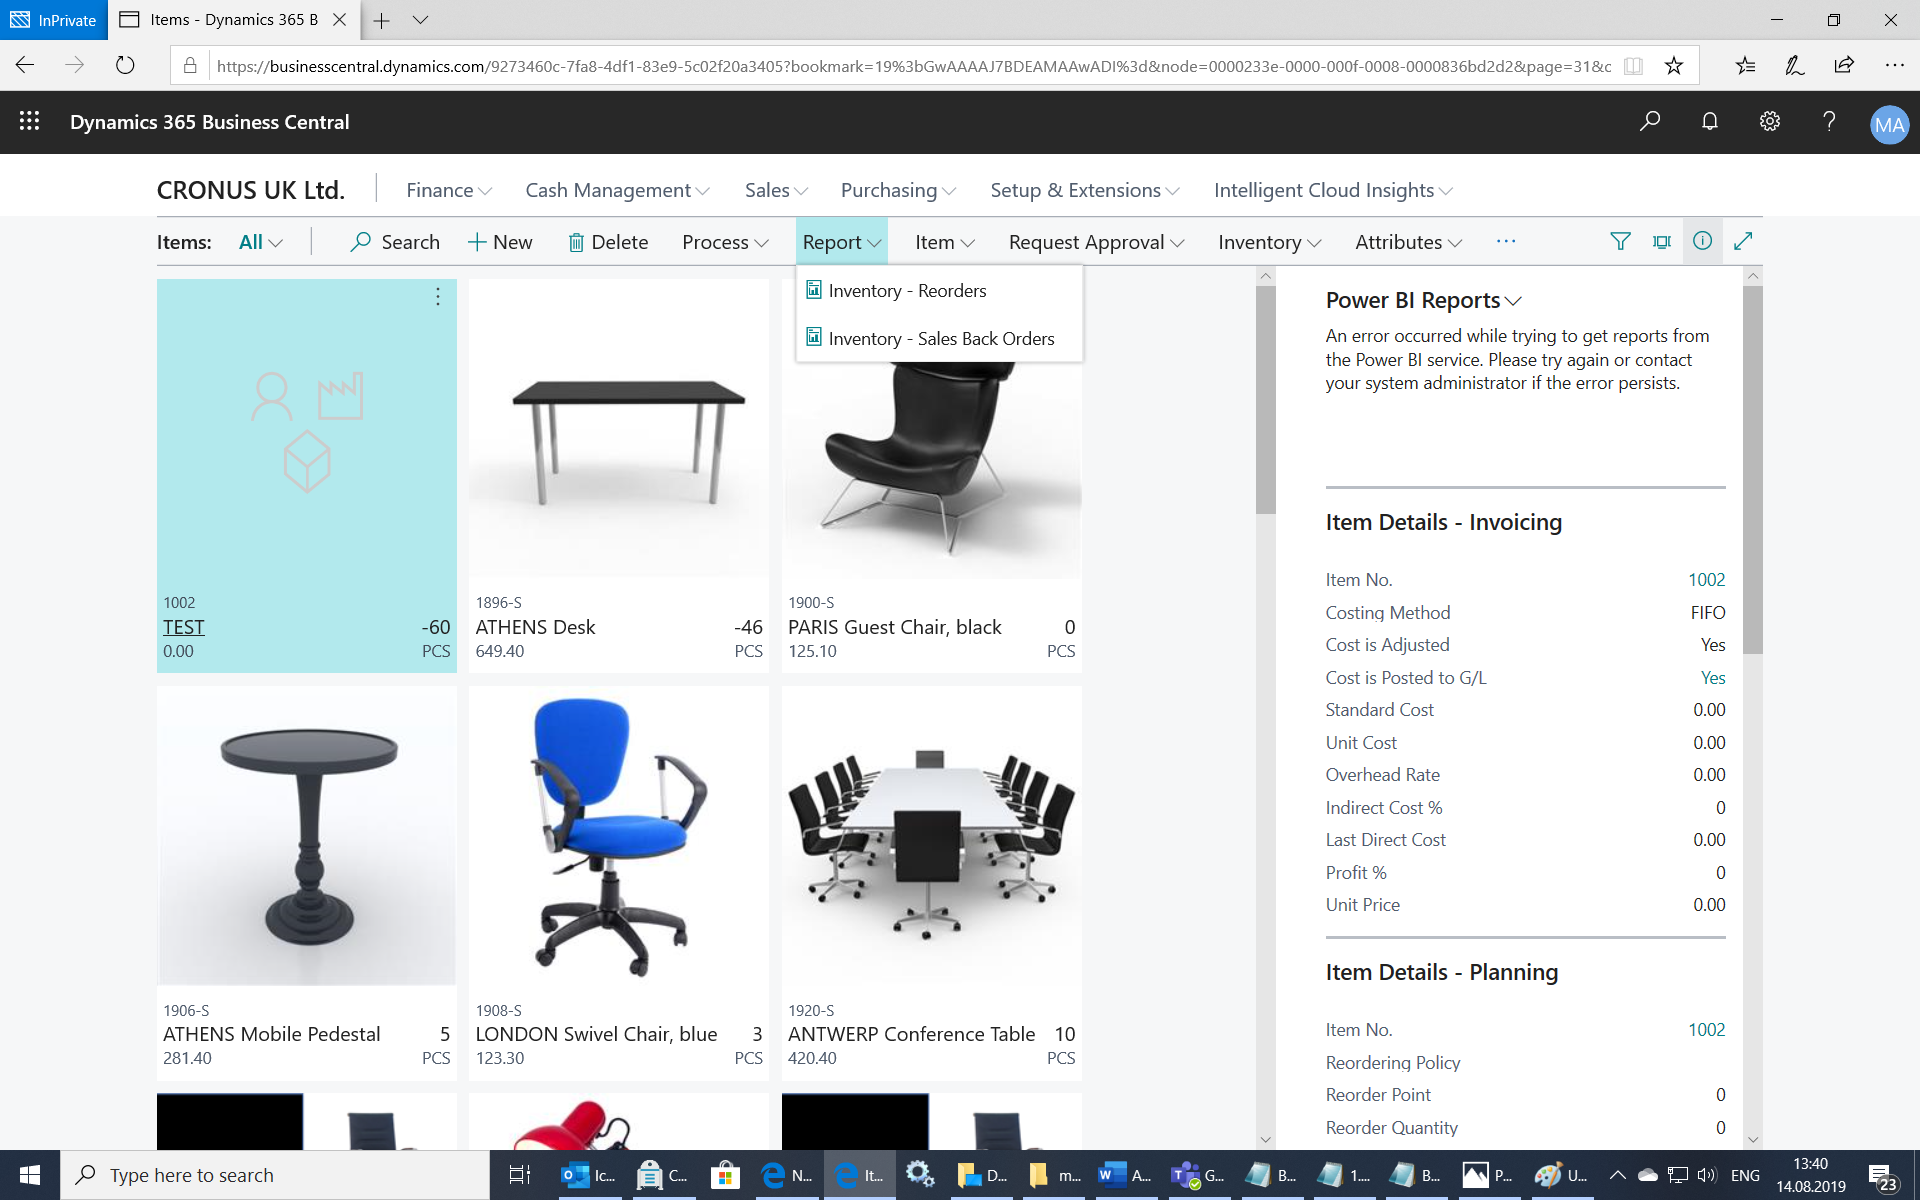 InPrivate
Items - Dynamics 365 B
https://businesscentral.dynamics.com/9273460c-7fa8-4df1-83e9-5c02f20a3405?bookmark=19%3bGwAAAAJ7BDEAMAAwADI%3d&node=0000233e-0000-000f-0008-0000836bd2d2&page=31&c
Dynamics 365 Business Central
?
MA
CRONUS UK Ltd.
Finance
Cash Management
Sales
Purchasing
Setup & Extensions
Intelligent Cloud Insights
Items:
All
Search
New
Delete
Process
Report
Item
Request Approval
Inventory
Attributes
Inventory - Reorders
Inventory - Sales Back Orders
1002
TEST -60
0.00 PCS
1896-S
ATHENS Desk -46
649.40 PCS
1900-S
PARIS Guest Chair, black 0
125.10 PCS
1906-S
ATHENS Mobile Pedestal 5
281.40 PCS
1908-S
LONDON Swivel Chair, blue 3
123.30 PCS
1920-S
ANTWERP Conference Table 10
420.40 PCS
Power BI Reports
An error occurred while trying to get reports from
the Power BI service. Please try again or contact
your system administrator if the error persists.
Item Details - Invoicing
Item No. 1002
Costing Method FIFO
Cost is Adjusted Yes
Cost is Posted to G/L Yes
Standard Cost 0.00
Unit Cost 0.00
Overhead Rate 0.00
Indirect Cost % 0
Last Direct Cost 0.00
Profit % 0
Unit Price 0.00
Item Details - Planning
Item No. 1002
Reordering Policy
Reorder Point 0
Reorder Quantity 0
Type here to search
Ic...
C...
N...
It...
D...
m...
A...
G...
B...
1....
B...
P...
U...
ENG
13:40
14.08.2019
23